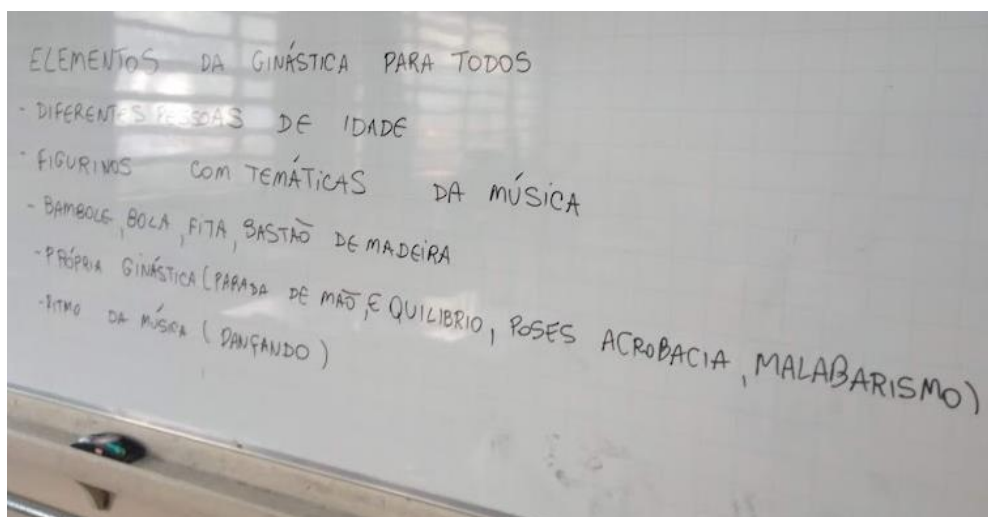 ELEMENTOS DA GINÁSTICA PARA TODOS
- DIFERENTES PESSOAS DE IDADE
- FIGURINOS COM TEMÁTICAS DA MÚSICA
- BAMBOLE, BOLA, FITA, BASTÃO DE MADEIRA
- PRÓPRIA GINÁSTICA (PARADA DE MAÕ, EQUILIBRIO, POSES ACROBACIA, MALABARISMO)
- RITMO DA MÚSICA (DANÇANDO)